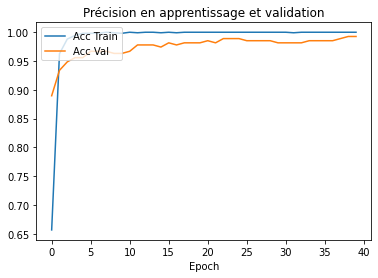 Précision en apprentissage et validation
1.00
0.95
0.90
0.85
0.80
0.75
0.70
0.65
Acc Train
Acc Val
0 5 10 15 20 25 30 35 40
Epoch